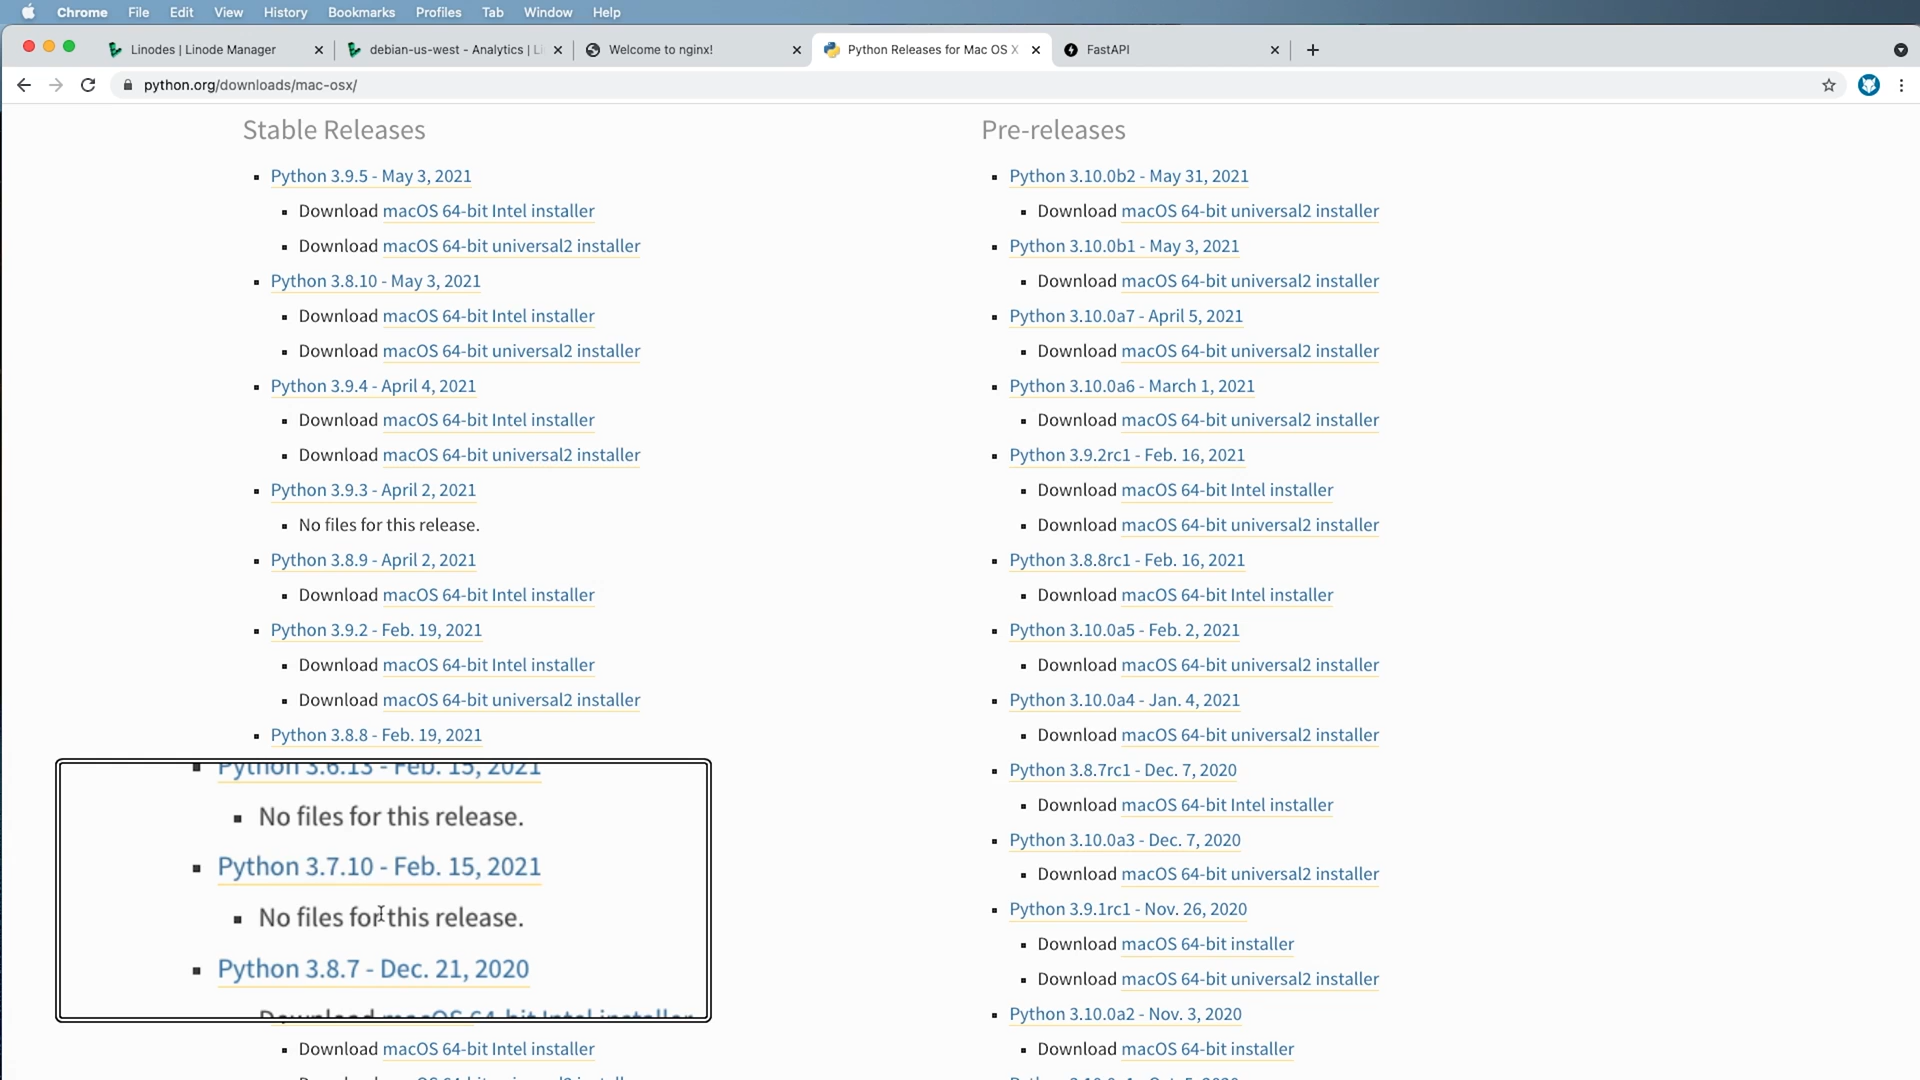 Chrome File Edit View History Bookmarks Profiles Tab Window Help
Linodes | Linode Manager
debian-us-west - Analytics | Li
Welcome to nginx!
Python Releases for Mac OS X
FastAPI
python.org/downloads/mac-osx/
Stable Releases
Python 3.9.5 - May 3, 2021
Download macOS 64-bit Intel installer
Download macOS 64-bit universal2 installer
Python 3.8.10 - May 3, 2021
Download macOS 64-bit Intel installer
Download macOS 64-bit universal2 installer
Python 3.9.4 - April 4, 2021
Download macOS 64-bit Intel installer
Download macOS 64-bit universal2 installer
Python 3.9.3 - April 2, 2021
No files for this release.
Python 3.8.9 - April 2, 2021
Download macOS 64-bit Intel installer
Python 3.9.2 - Feb. 19, 2021
Download macOS 64-bit Intel installer
Download macOS 64-bit universal2 installer
Python 3.8.8 - Feb. 19, 2021
Python 3.6.13 - Feb. 15, 2021
No files for this release.
Python 3.7.10 - Feb. 15, 2021
No files for this release.
Python 3.8.7 - Dec. 21, 2020
Download macOS 64-bit Intel installer
Download macOS 64-bit Intel installer
Pre-releases
Python 3.10.0b2 - May 31, 2021
Download macOS 64-bit universal2 installer
Python 3.10.0b1 - May 3, 2021
Download macOS 64-bit universal2 installer
Python 3.10.0a7 - April 5, 2021
Download macOS 64-bit universal2 installer
Python 3.10.0a6 - March 1, 2021
Download macOS 64-bit universal2 installer
Python 3.9.2rc1 - Feb. 16, 2021
Download macOS 64-bit Intel installer
Download macOS 64-bit universal2 installer
Python 3.8.8rc1 - Feb. 16, 2021
Download macOS 64-bit Intel installer
Python 3.10.0a5 - Feb. 2, 2021
Download macOS 64-bit universal2 installer
Python 3.10.0a4 - Jan. 4, 2021
Download macOS 64-bit universal2 installer
Python 3.8.7rc1 - Dec. 7, 2020
Download macOS 64-bit Intel installer
Python 3.10.0a3 - Dec. 7, 2020
Download macOS 64-bit universal2 installer
Python 3.9.1rc1 - Nov. 26, 2020
Download macOS 64-bit installer
Download macOS 64-bit universal2 installer
Python 3.10.0a2 - Nov. 3, 2020
Download macOS 64-bit installer